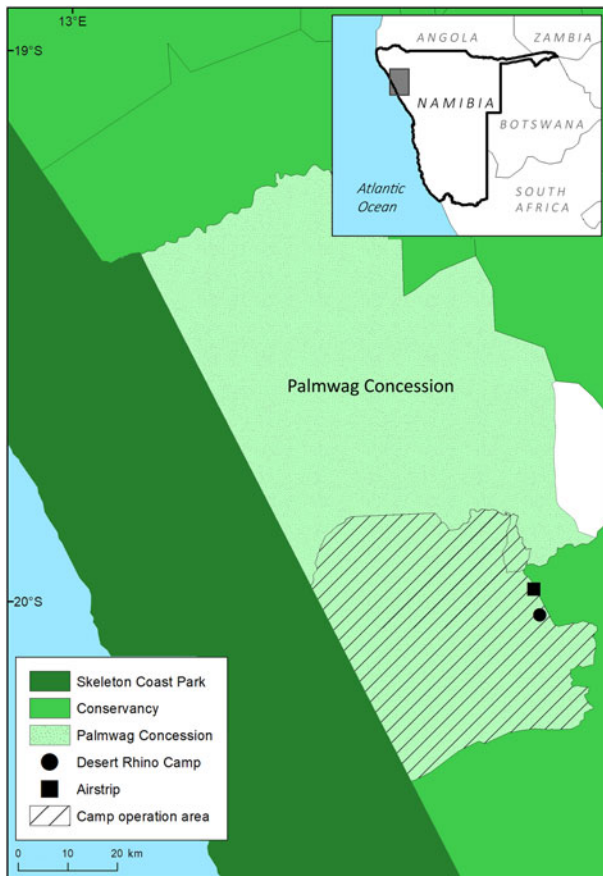 13°E
19°S
ANGOLA
ZAMBIA
NAMIBIA
BOTSWANA
Atlantic
Ocean
SOUTH
AFRICA
Palmwag Concession
20°S
Skeleton Coast Park
Conservancy
Palmwag Concession
Desert Rhino Camp
Airstrip
Camp operation area
0 10 20 km